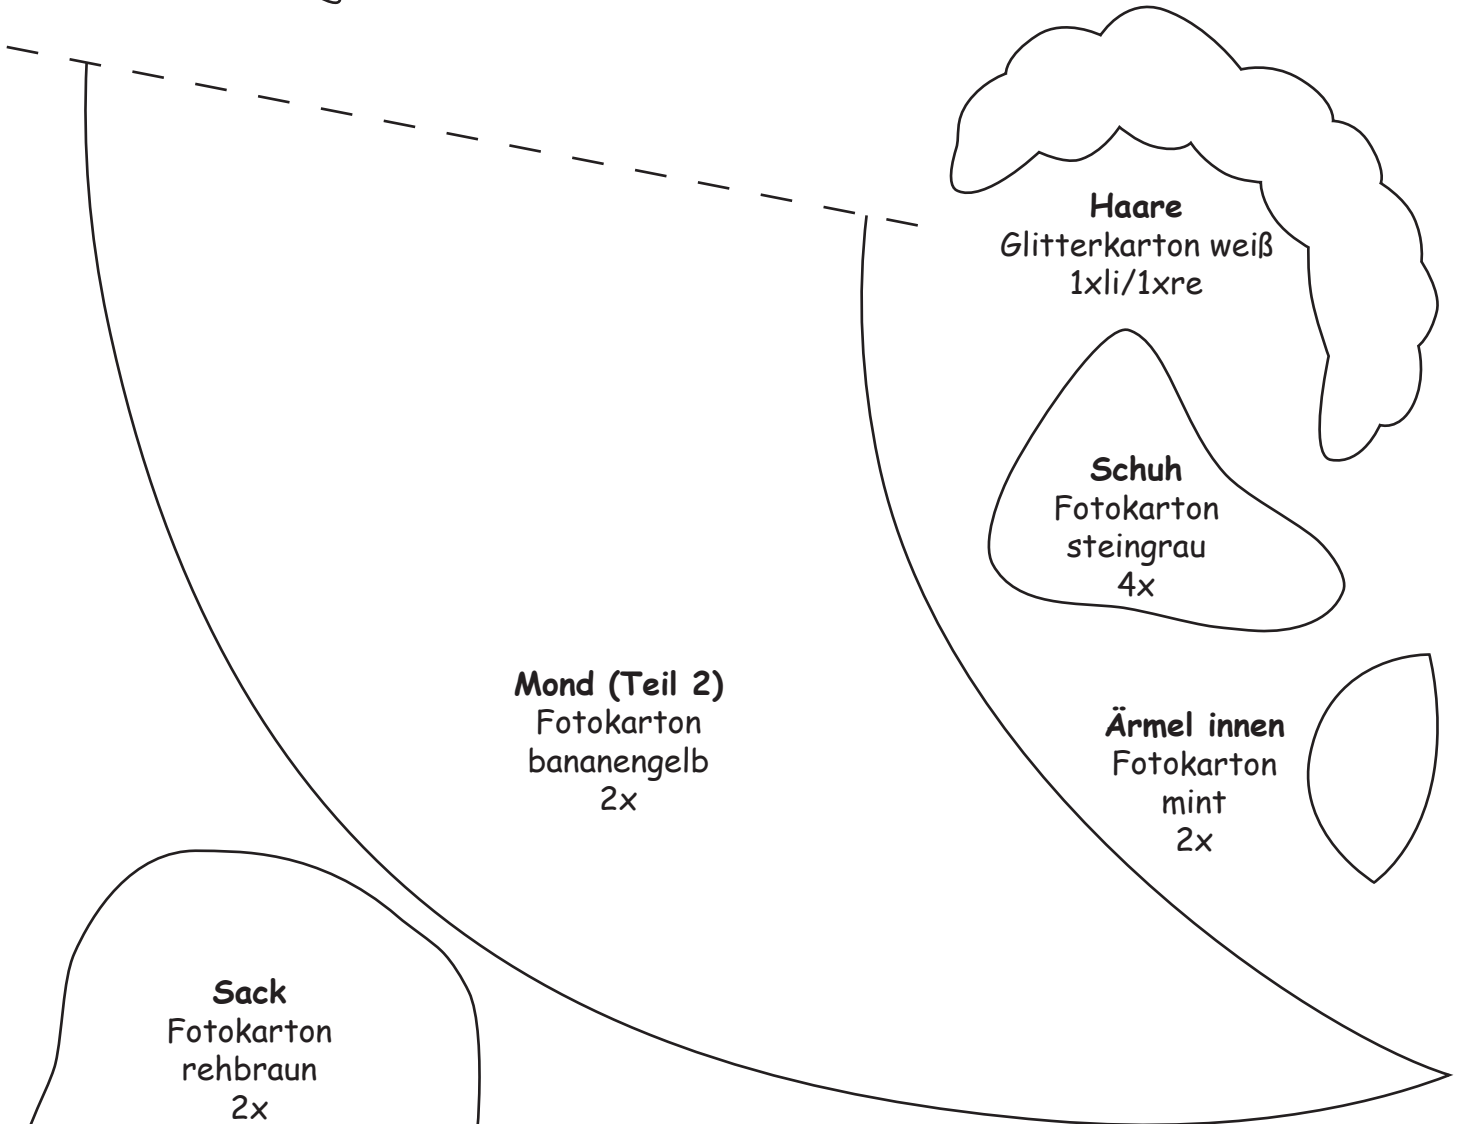 Haare
Glitterkarton weiß
1xli/1xre
Schuh
Fotokarton
steingrau
4x
Mond (Teil 2)
Fotokarton
bananengelb
2x
Ärmel innen
Fotokarton
mint
2x
Sack
Fotokarton
rehbraun
2x